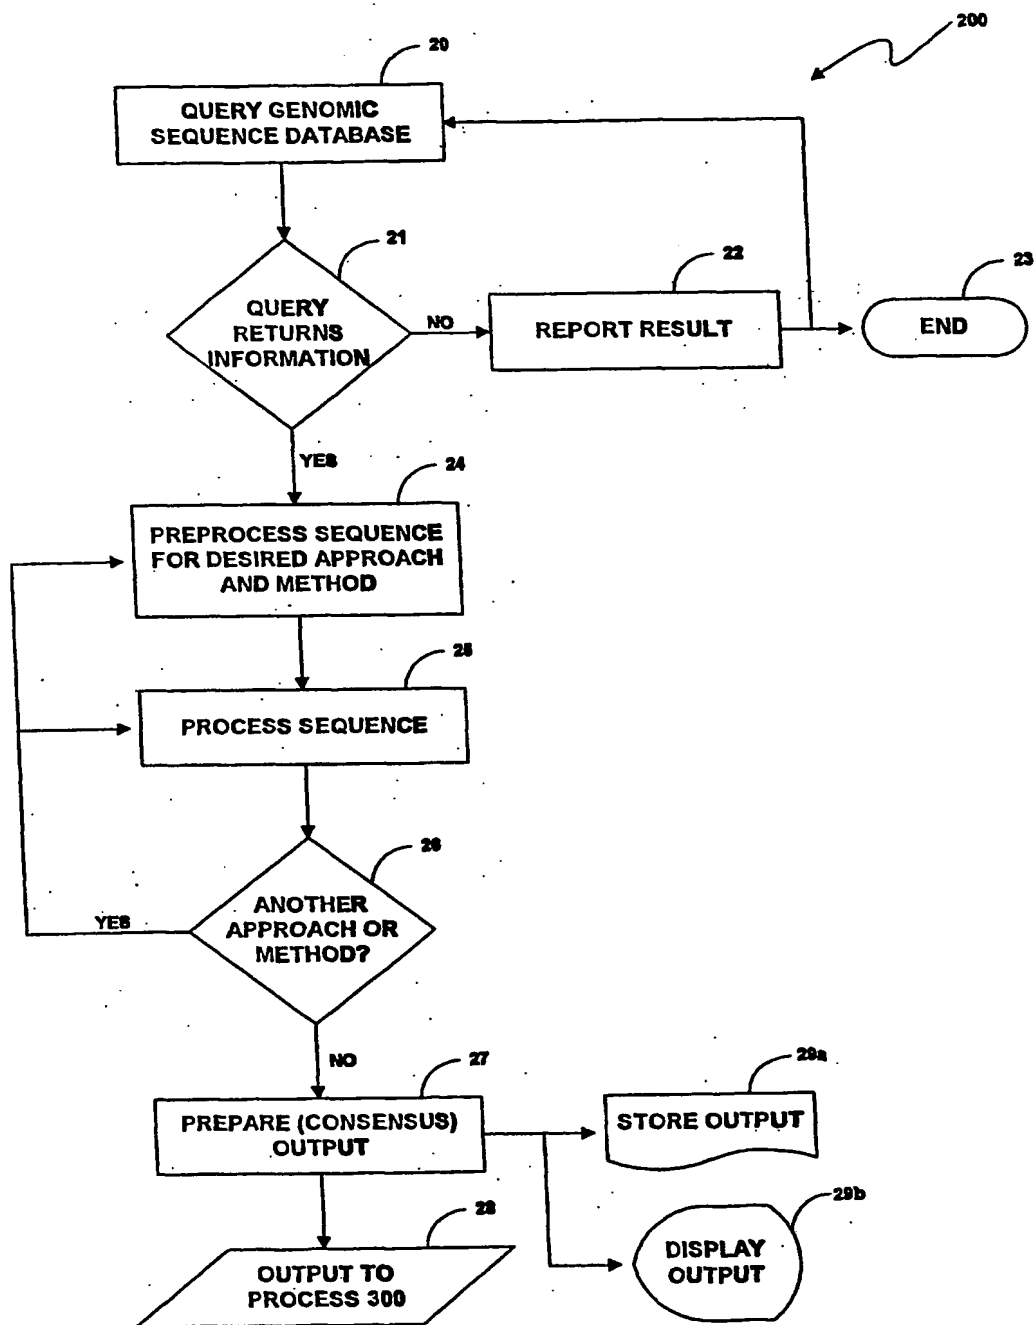 200
20
QUERY GENOMIC
SEQUENCE DATABASE
21
QUERY
RETURNS
INFORMATION
NO
22
REPORT RESULT
23
END
YES
24
PREPROCESS SEQUENCE
FOR DESIRED APPROACH
AND METHOD
25
PROCESS SEQUENCE
26
ANOTHER
APPROACH OR
METHOD?
YES
NO
27
PREPARE (CONSENSUS)
OUTPUT
29a
STORE OUTPUT
28
OUTPUT TO
PROCESS 300
29b
DISPLAY
OUTPUT